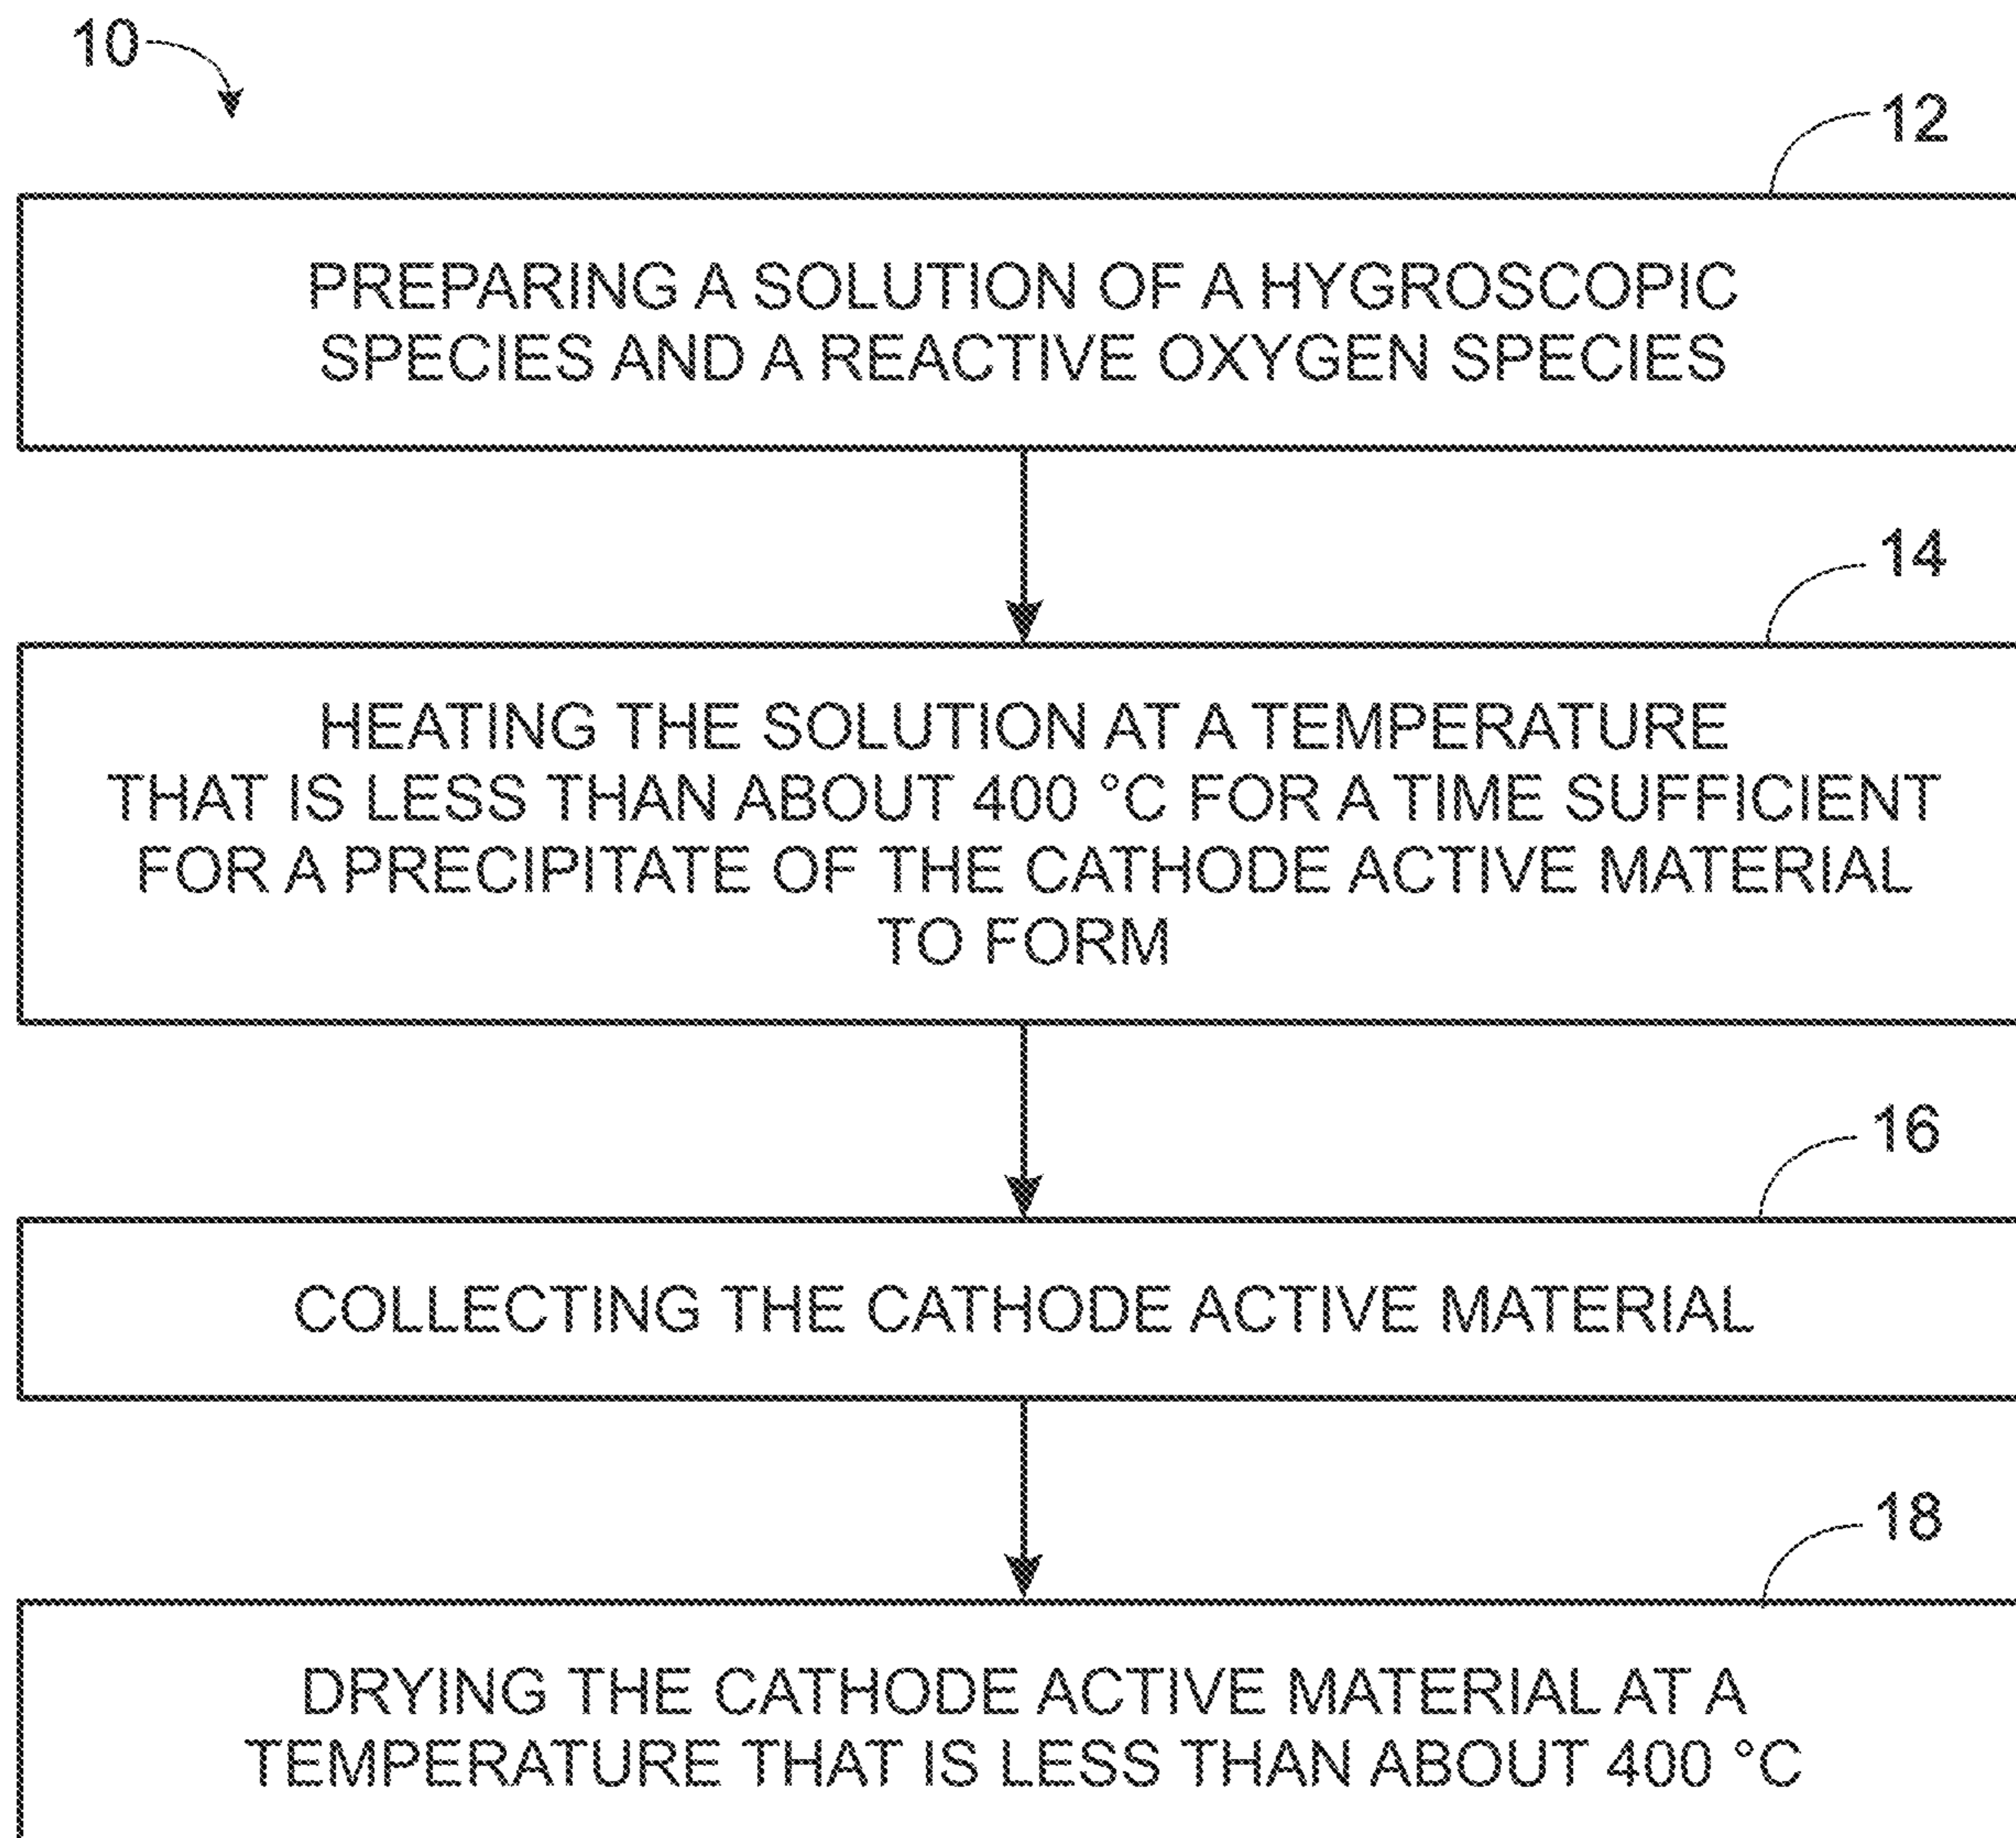 10
12
PREPARING A SOLUTION OF A HYGROSCOPIC
SPECIES AND A REACTIVE OXYGEN SPECIES
14
HEATING THE SOLUTION AT A TEMPERATURE
THAT IS LESS THAN ABOUT 400 °C FOR A TIME SUFFICIENT
FOR A PRECIPITATE OF THE CATHODE ACTIVE MATERIAL
TO FORM
16
COLLECTING THE CATHODE ACTIVE MATERIAL
18
DRYING THE CATHODE ACTIVE MATERIAL AT A
TEMPERATURE THAT IS LESS THAN ABOUT 400 °C